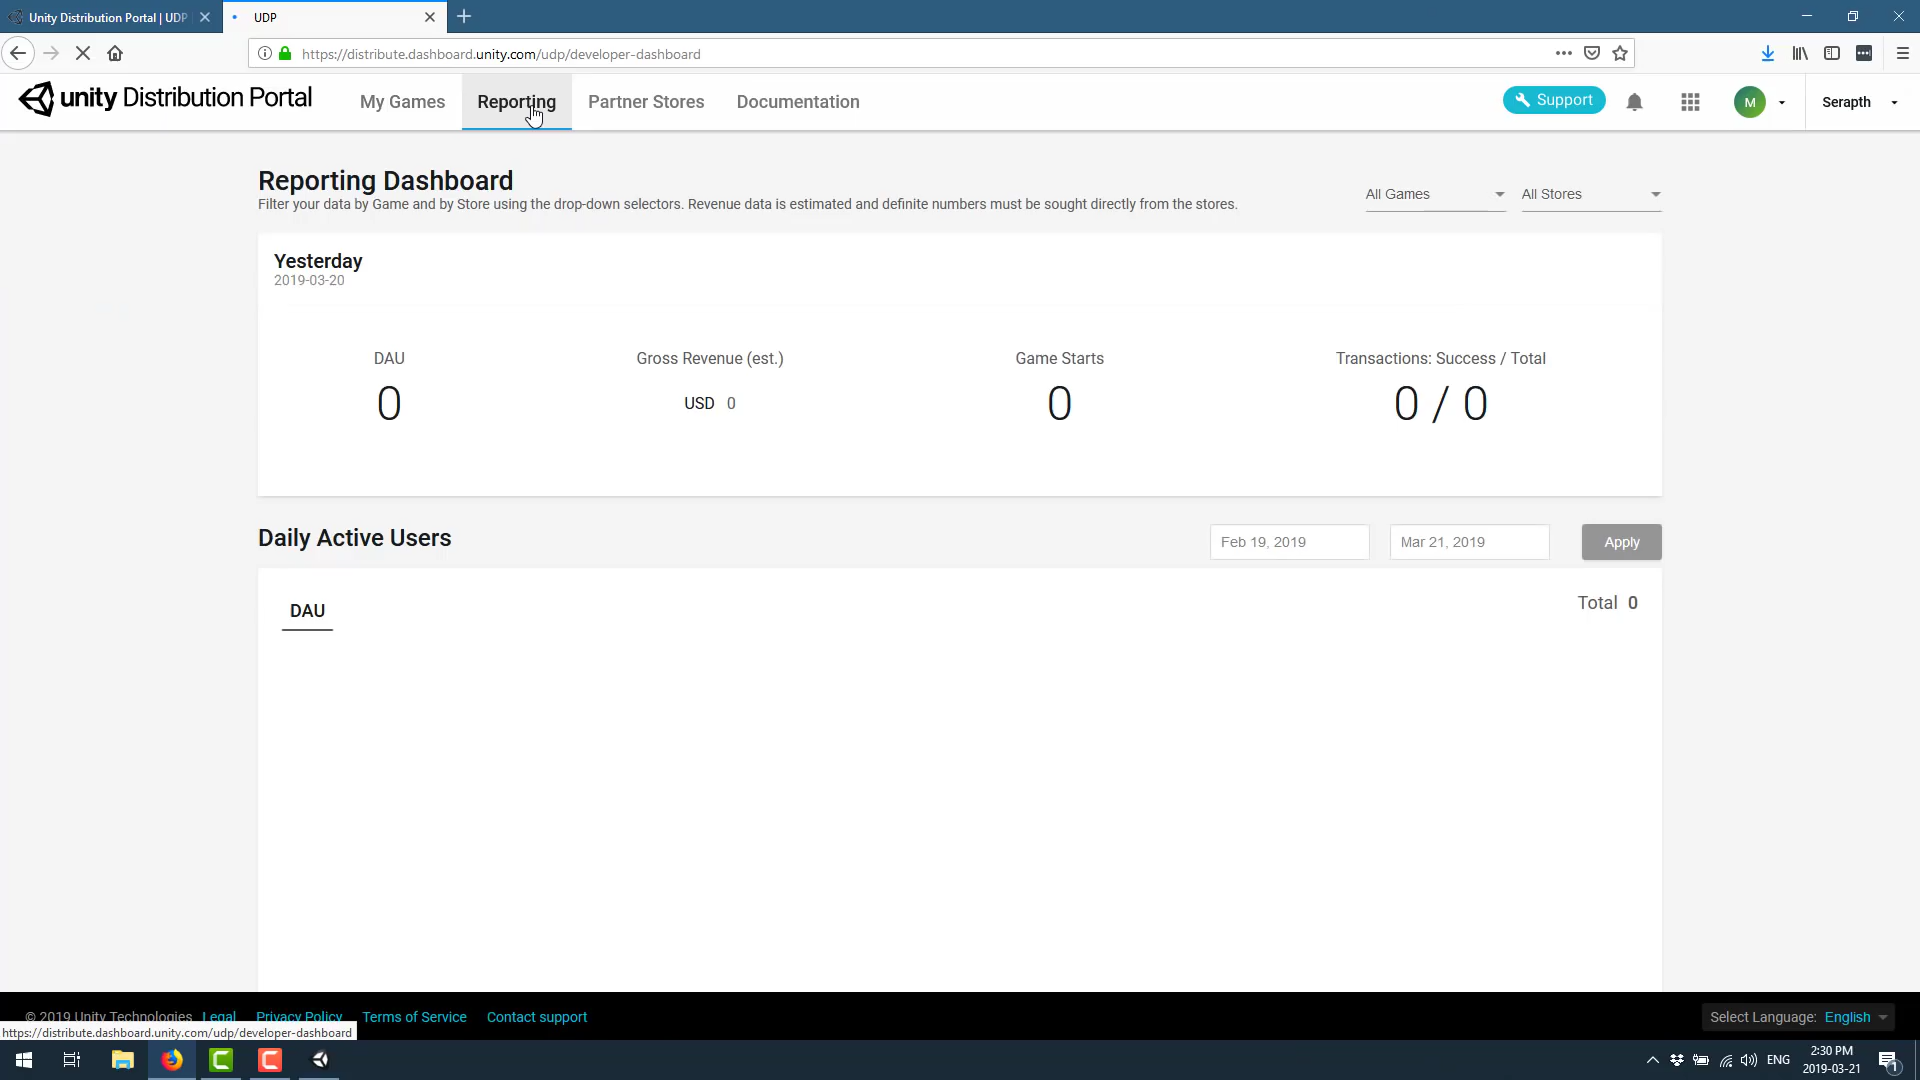 Unity Distribution Portal | UDP
UDP
https://distribute.dashboard.unity.com/udp/developer-dashboard
unity Distribution Portal
My Games
Reporting
Partner Stores
Documentation
Support
M
Serapth
Reporting Dashboard
Filter your data by Game and by Store using the drop-down selectors. Revenue data is estimated and definite numbers must be sought directly from the stores.
All Games
All Stores
Yesterday
2019-03-20
DAU
Gross Revenue (est.)
Game Starts
Transactions: Success / Total
0
USD 0
0
0 / 0
Daily Active Users
Feb 19, 2019
Mar 21, 2019
Apply
DAU
Total 0
© 2019 Unity Technologies
Legal
Privacy Policy
Terms of Service
Contact support
Select Language: English
https://distribute.dashboard.unity.com/udp/developer-dashboard
ENG
2:30 PM
2019-03-21
1